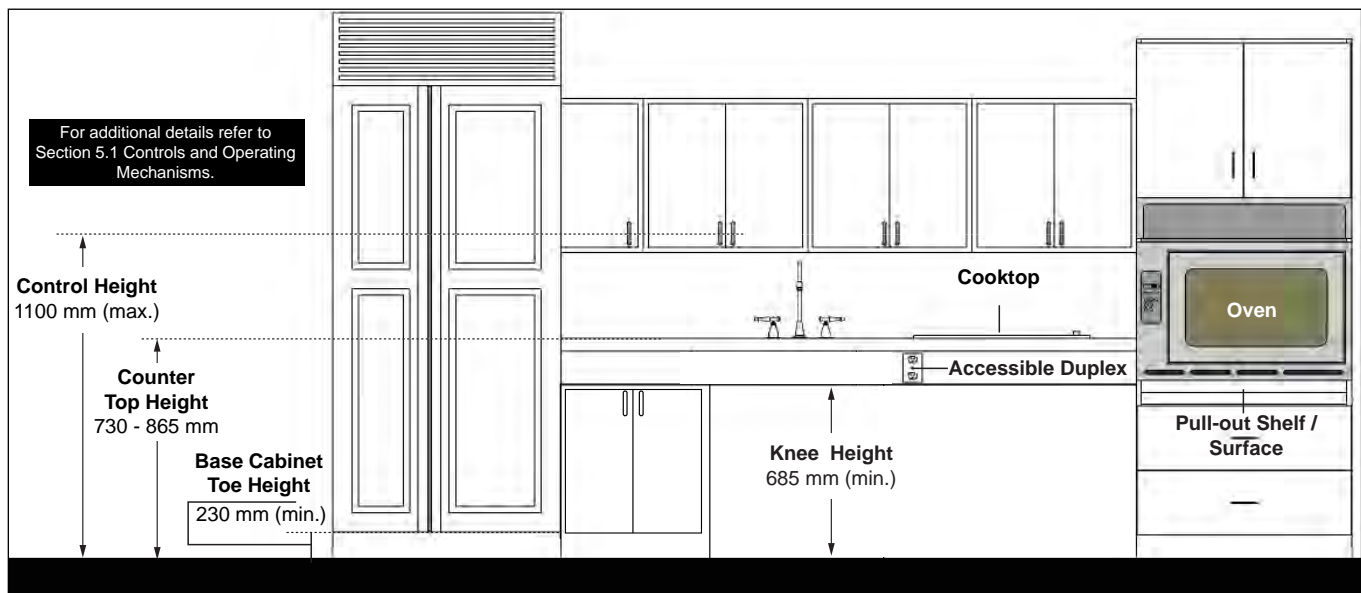 For additional details refer to
Section 5.1 Controls and Operating
Mechanisms.
Control Height
1100 mm (max.)
Counter
Top Height
730 - 865 mm
Base Cabinet
Toe Height
230 mm (min.)
Cooktop
Oven
Accessible Duplex
Knee Height
685 mm (min.)
Pull-out Shelf /
Surface